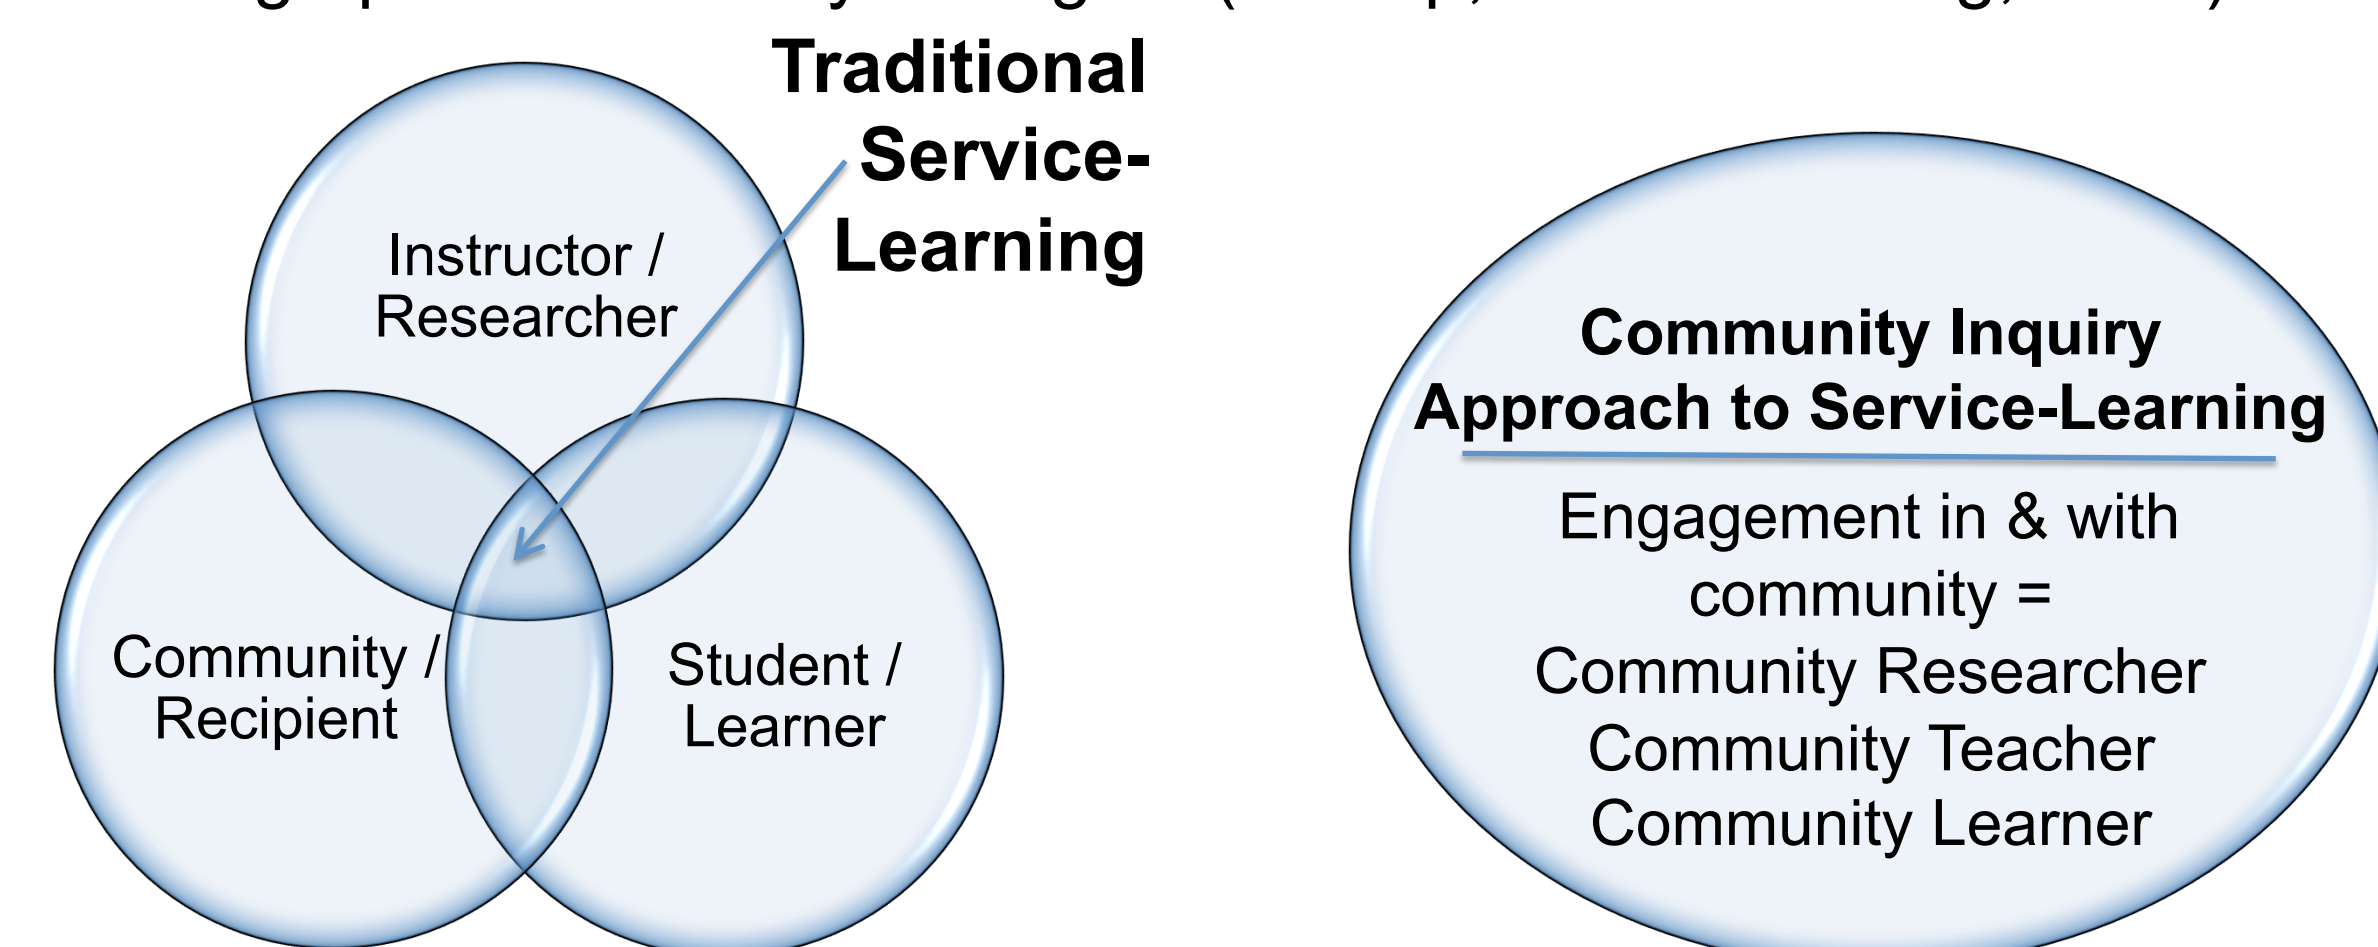 Traditional
Service-
Learning
Instructor /
Researcher
Community /
Recipient
Student /
Learner
Community Inquiry
Approach to Service-Learning
Engagement in & with
community =
Community Researcher
Community Teacher
Community Learner